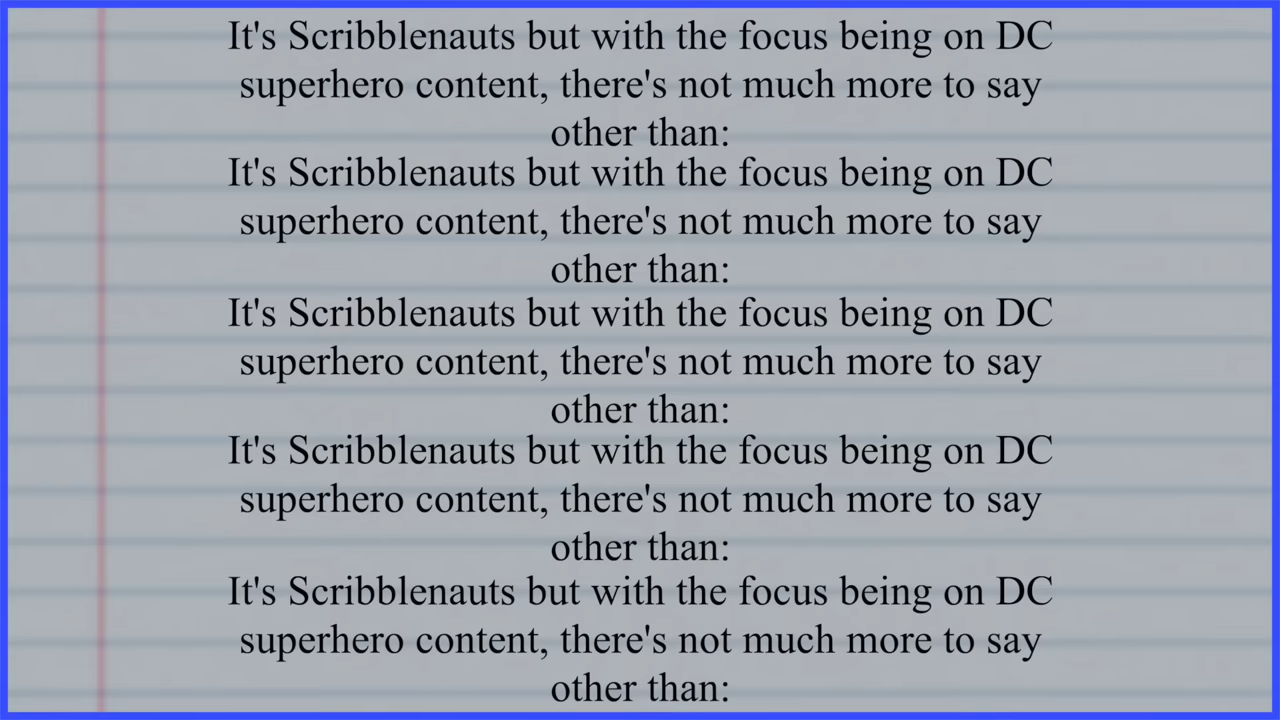 It's Scribblenauts but with the focus being on DC
superhero content, there's not much more to say
other than:
It's Scribblenauts but with the focus being on DC
superhero content, there's not much more to say
other than:
It's Scribblenauts but with the focus being on DC
superhero content, there's not much more to say
other than:
It's Scribblenauts but with the focus being on DC
superhero content, there's not much more to say
other than:
It's Scribblenauts but with the focus being on DC
superhero content, there's not much more to say
other than: